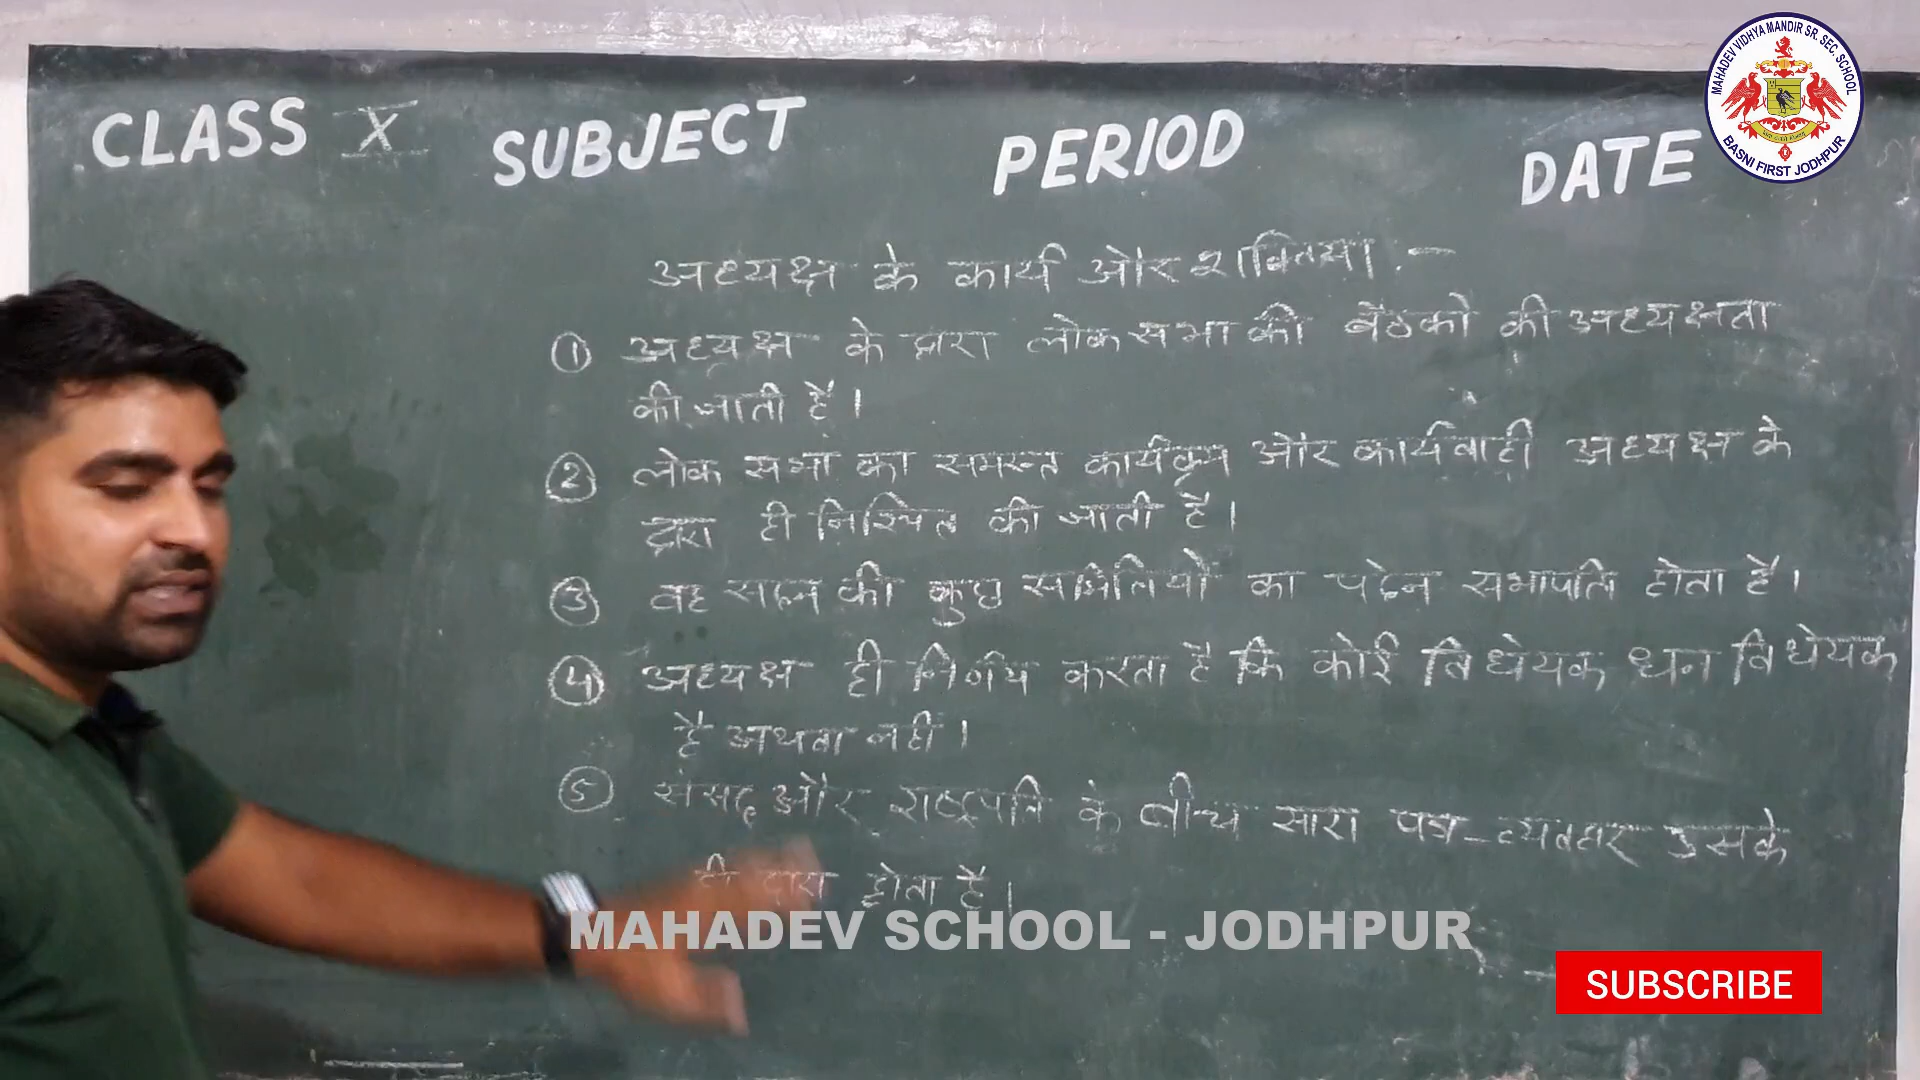 CLASS X SUBJECT PERIOD DATE
MAHADEV VIDHYA MANDIR SR. SEC. SCHOOL
BASNI FIRST JODHPUR
अध्यक्ष के कार्य और शक्तिया :-
① अध्यक्ष के द्वारा लोक सभा की बैठको की अध्यक्षता
की जाती है।
② लोक सभा का समस्त कार्यक्रम और कार्यवाही अध्यक्ष के
द्वारा ही निश्चित की जाती है।
③ वह सदन की कुछ समितियों का पदेन सभापति होता है।
④ अध्यक्ष ही निर्णय करता है कि कोई विधेयक धन विधेयक
है अथवा नहीं।
⑤ संसद और राष्ट्रपति के बीच सारा पत्र-व्यवहार उसके
ही द्वारा होता है।
MAHADEV SCHOOL - JODHPUR
SUBSCRIBE